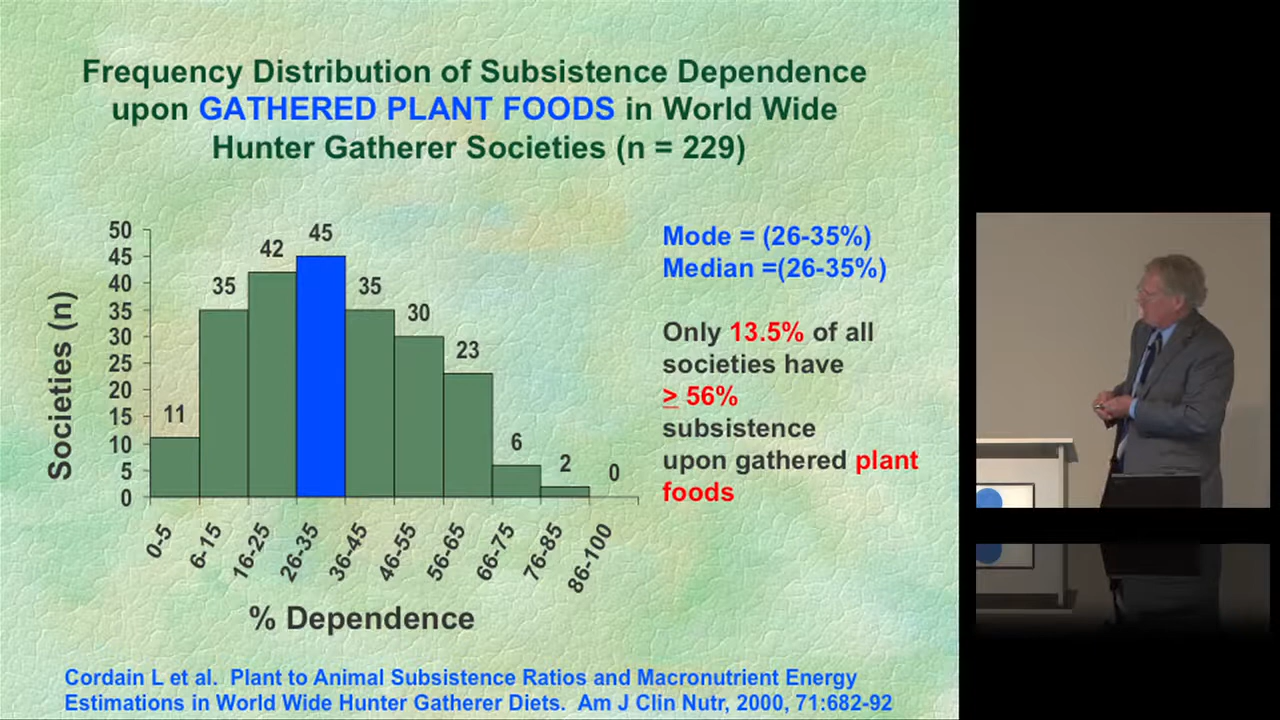 Frequency Distribution of Subsistence Dependence
upon GATHERED PLANT FOODS in World Wide
Hunter Gatherer Societies (n = 229)
Societies (n)
50
45
40
35
30
25
20
15
10
5
0
11
35
42
45
35
30
23
6
2
0
0-5
6-15
16-25
26-35
36-45
46-55
56-65
66-75
76-85
86-100
% Dependence
Mode = (26-35%)
Median =(26-35%)
Only 13.5% of all
societies have
≥ 56%
subsistence
upon gathered plant
foods
Cordain L et al. Plant to Animal Subsistence Ratios and Macronutrient Energy
Estimations in World Wide Hunter Gatherer Diets. Am J Clin Nutr, 2000, 71:682-92